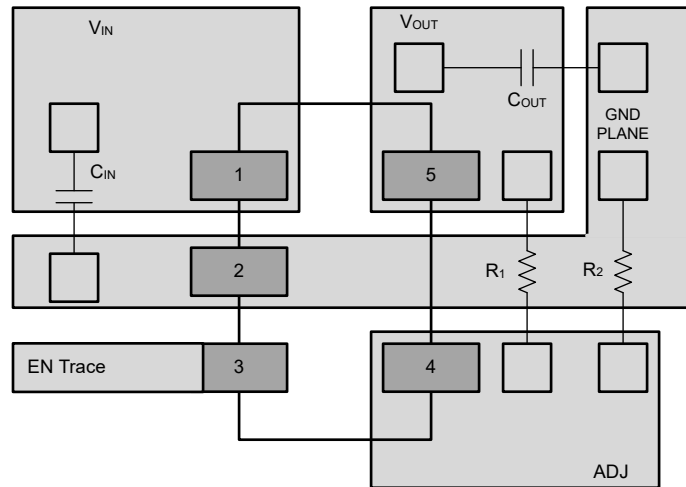 VIN
VOUT
COUT
GND
PLANE
CIN
1
5
2
R1
R2
EN Trace
3
4
ADJ